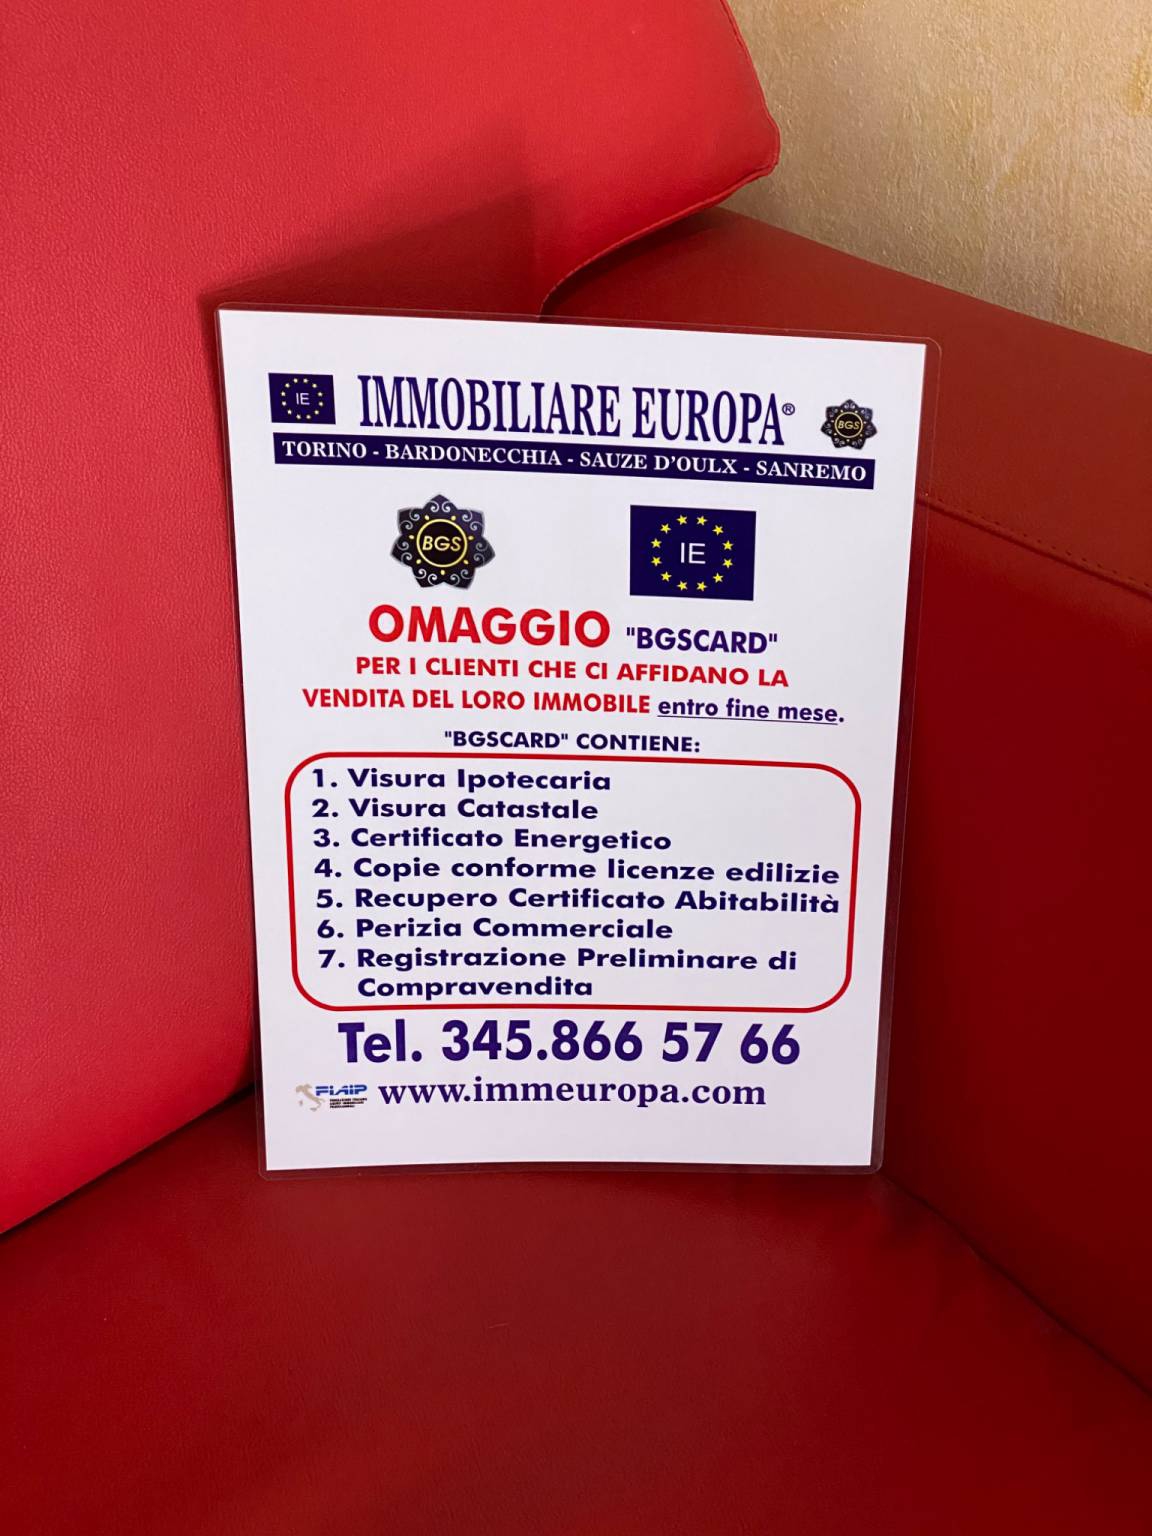 IE
IMMOBILIARE EUROPA®
BGS
TORINO - BARDONECCHIA - SAUZE D'OULX - SANREMO
BGS
IE
OMAGGIO "BGSCARD"
PER I CLIENTI CHE CI AFFIDANO LA
VENDITA DEL LORO IMMOBILE entro fine mese.
"BGSCARD" CONTIENE:
1. Visura Ipotecaria
2. Visura Catastale
3. Certificato Energetico
4. Copie conforme licenze edilizie
5. Recupero Certificato Abitabilità
6. Perizia Commerciale
7. Registrazione Preliminare di
Compravendita
Tel. 345.866 57 66
FIAIP
www.immeuropa.com